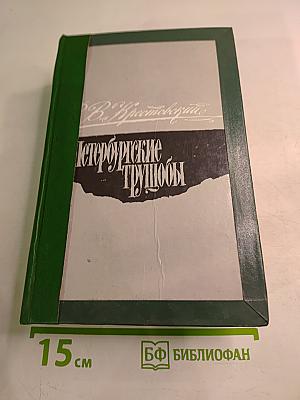 В. Крестовский
Петербургские
трущобы
15 см
БФ БИБЛИОФАН